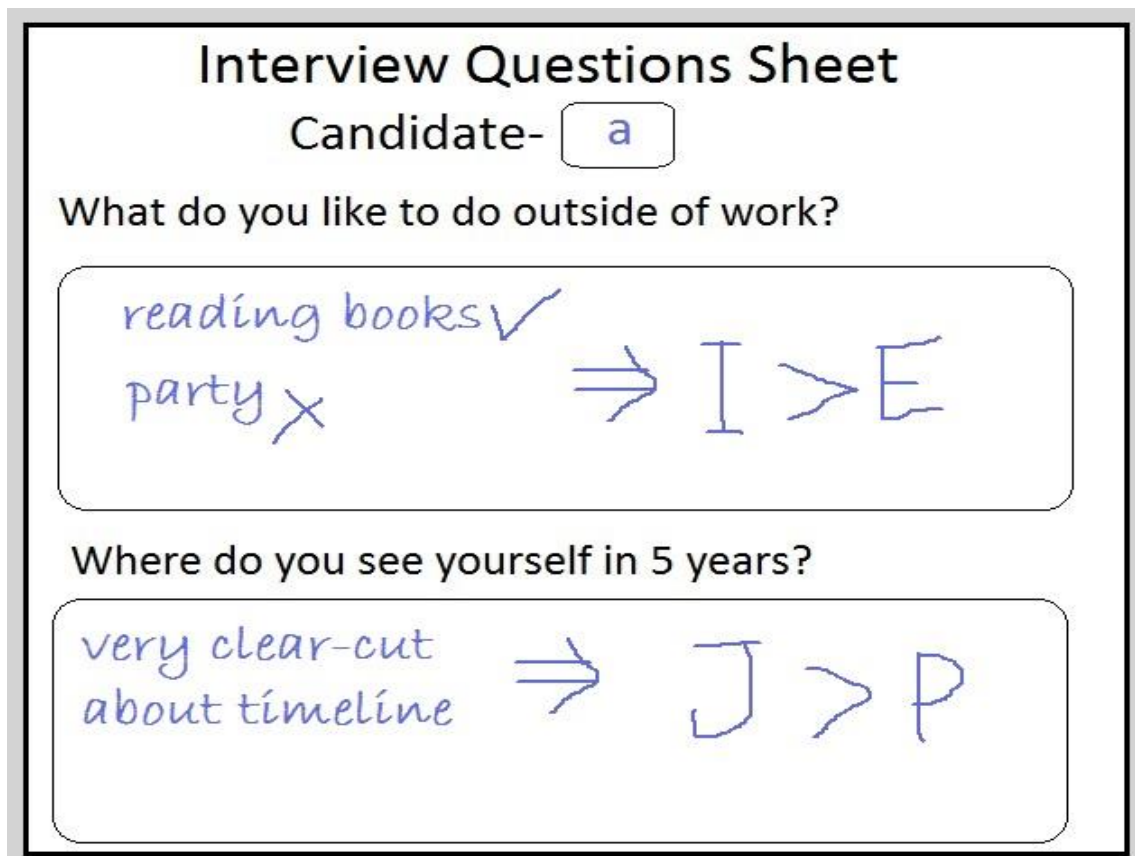 Interview Questions Sheet
Candidate- a
What do you like to do outside of work?
reading books✓
party✗ ⇒ I > E
Where do you see yourself in 5 years?
very clear-cut
about timeline ⇒ J > P